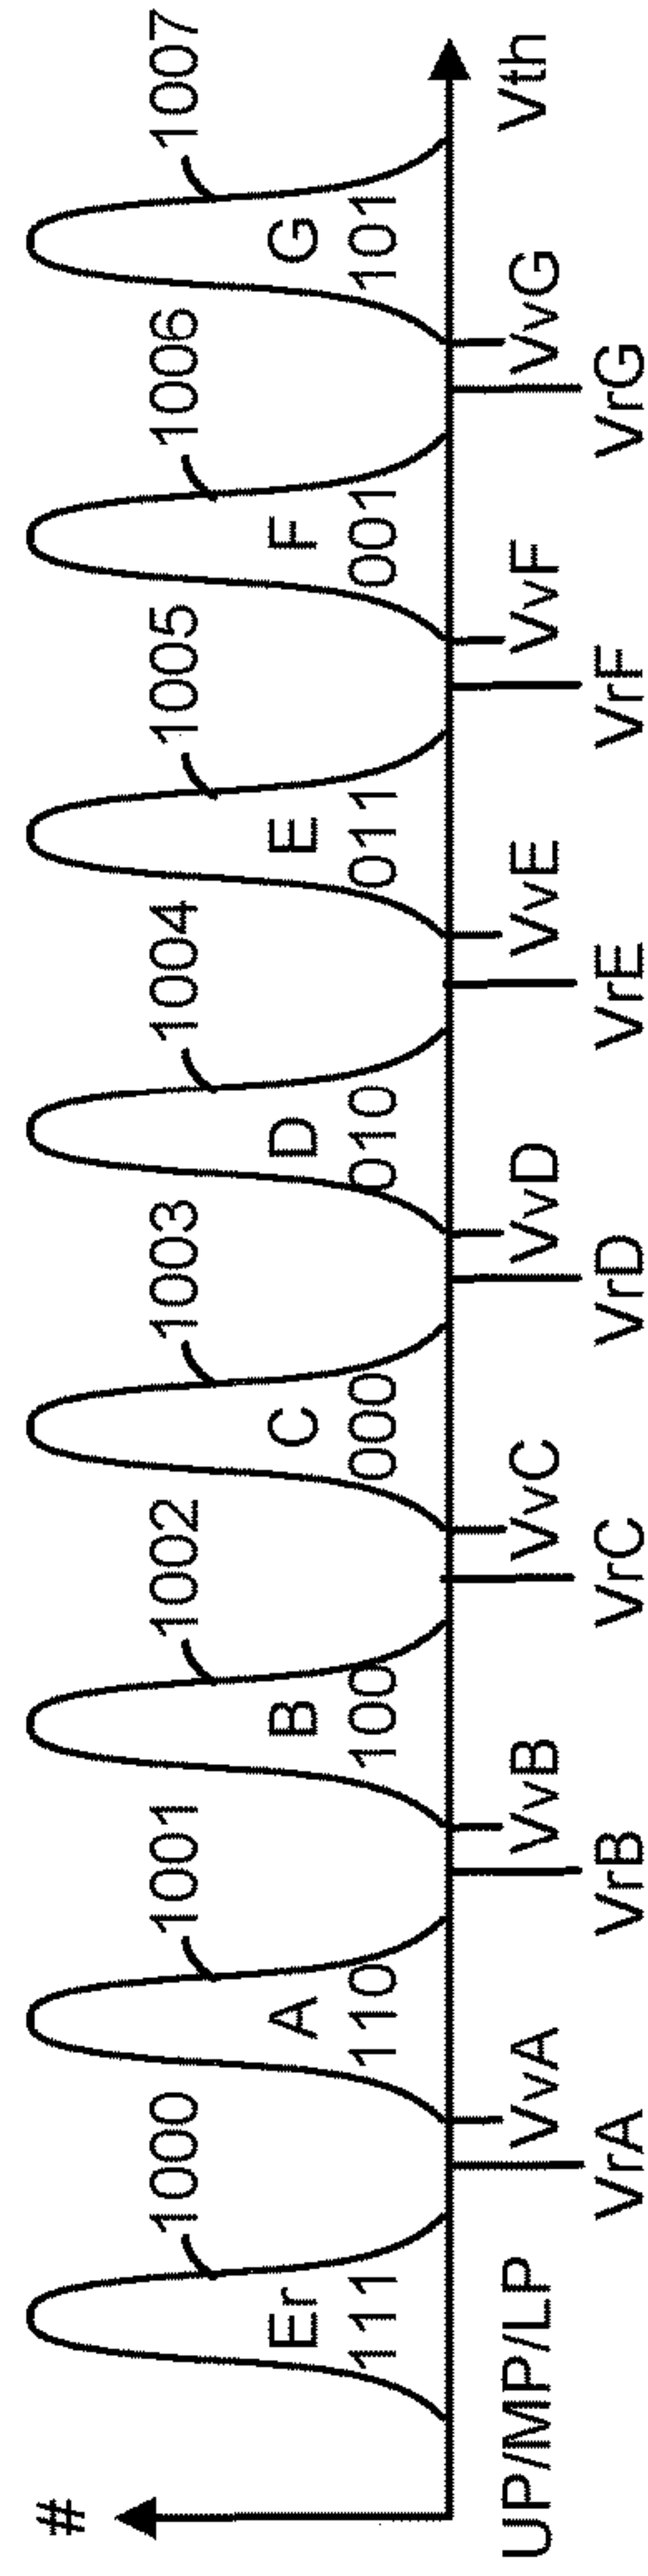 #
1000 1001 1002 1003 1004 1005 1006 1007
Er A B C D E F G
111 110 100 000 010 011 001 101
UP/MP/LP VvA VvB VvC VvD VvE VvF VvG Vth
VrA VrB VrC VrD VrE VrF VrG